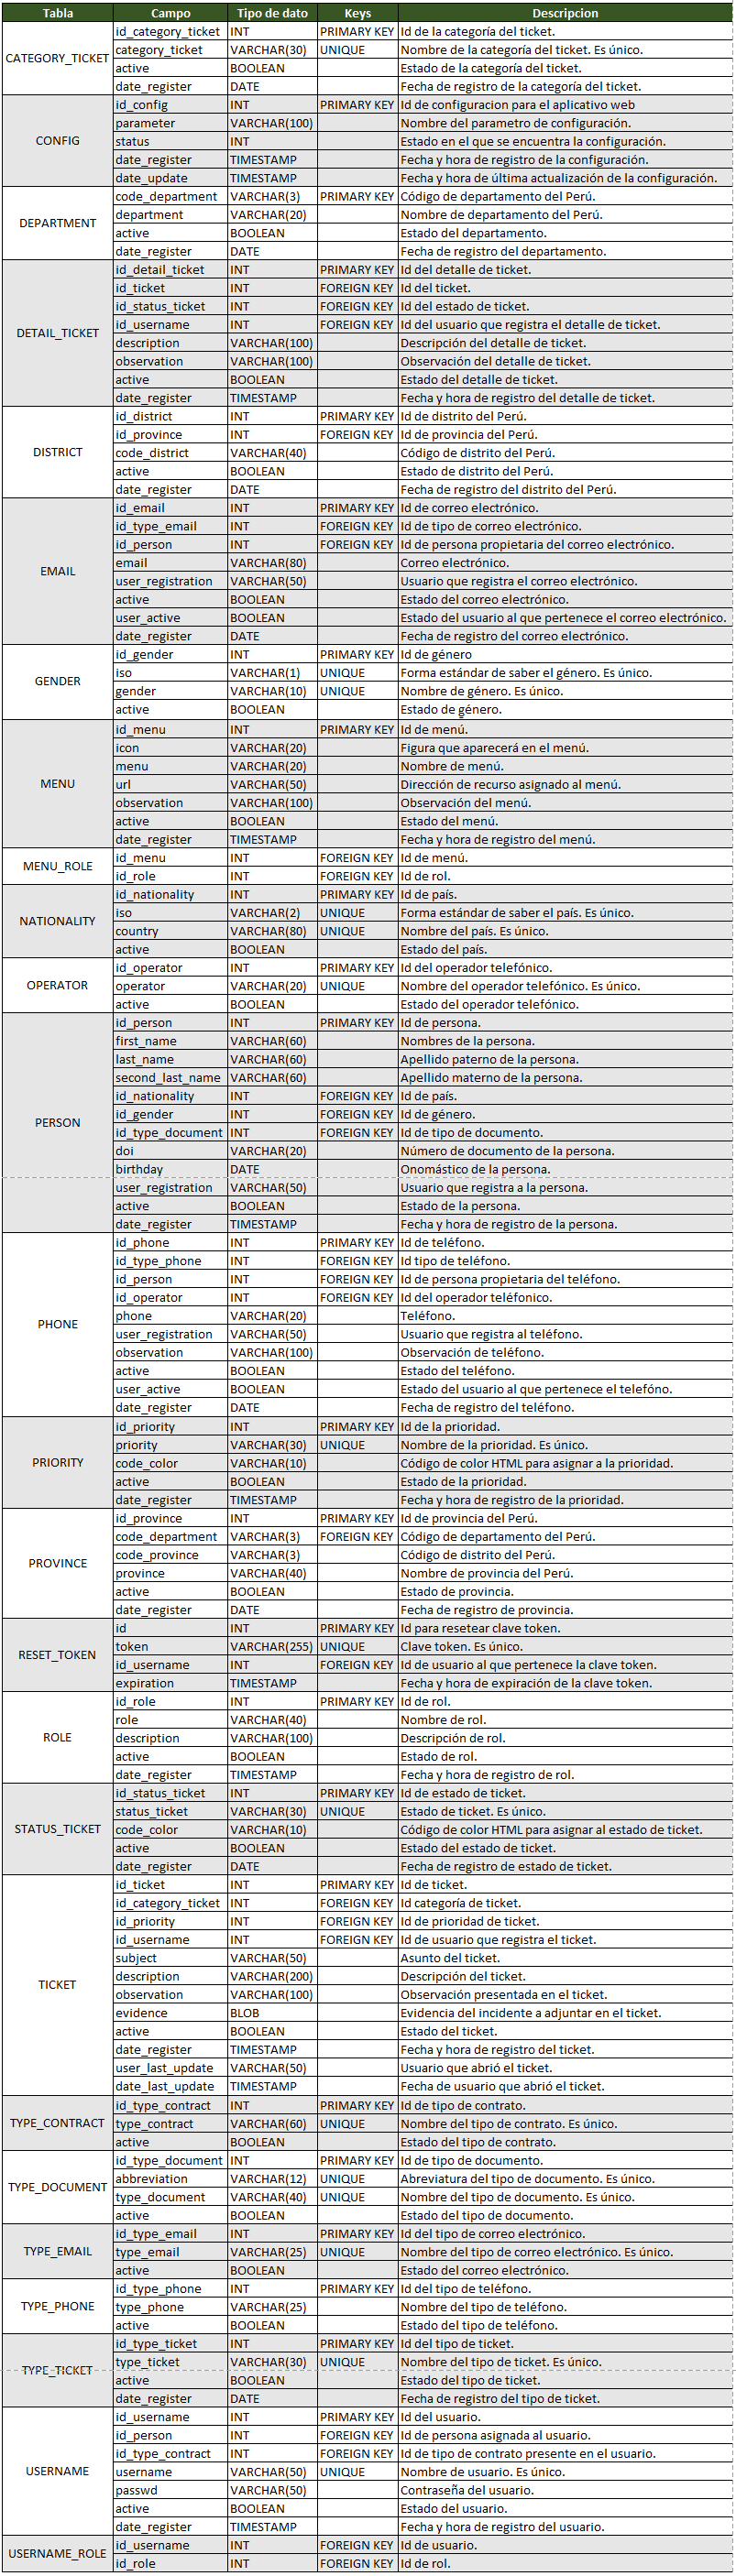 Tabla Campo Tipo de dato Keys Descripcion
CATEGORY_TICKET
id_category_ticket INT PRIMARY KEY Id de la categoría del ticket.
category_ticket VARCHAR(30) UNIQUE Nombre de la categoría del ticket. Es único.
active BOOLEAN Estado de la categoría del ticket.
date_register DATE Fecha de registro de la categoría del ticket.
CONFIG
id_config INT PRIMARY KEY Id de configuracion para el aplicativo web
parameter VARCHAR(100) Nombre del parametro de configuración.
status INT Estado en el que se encuentra la configuración.
date_register TIMESTAMP Fecha y hora de registro de la configuración.
date_update TIMESTAMP Fecha y hora de última actualización de la configuración.
DEPARTMENT
code_department VARCHAR(3) PRIMARY KEY Código de departamento del Perú.
department VARCHAR(20) Nombre de departamento del Perú.
active BOOLEAN Estado del departamento.
date_register DATE Fecha de registro del departamento.
DETAIL_TICKET
id_detail_ticket INT PRIMARY KEY Id del detalle de ticket.
id_ticket INT FOREIGN KEY Id del ticket.
id_status_ticket INT FOREIGN KEY Id del estado de ticket.
id_username INT FOREIGN KEY Id del usuario que registra el detalle de ticket.
description VARCHAR(100) Descripción del detalle de ticket.
observation VARCHAR(100) Observación del detalle de ticket.
active BOOLEAN Estado del detalle de ticket.
date_register TIMESTAMP Fecha y hora de registro del detalle de ticket.
DISTRICT
id_district INT PRIMARY KEY Id de distrito del Perú.
id_province INT FOREIGN KEY Id de provincia del Perú.
code_district VARCHAR(40) Código de distrito del Perú.
active BOOLEAN Estado de distrito del Perú.
date_register DATE Fecha de registro del distrito del Perú.
EMAIL
id_email INT PRIMARY KEY Id de correo electrónico.
id_type_email INT FOREIGN KEY Id de tipo de correo electrónico.
id_person INT FOREIGN KEY Id de persona propietaria del correo electrónico.
email VARCHAR(80) Correo electrónico.
user_registration VARCHAR(50) Usuario que registra el correo electrónico.
active BOOLEAN Estado del correo electrónico.
user_active BOOLEAN Estado del usuario al que pertenece el correo electrónico.
date_register DATE Fecha de registro del correo electrónico.
GENDER
id_gender INT PRIMARY KEY Id de género
iso VARCHAR(1) UNIQUE Forma estándar de saber el género. Es único.
gender VARCHAR(10) UNIQUE Nombre de género. Es único.
active BOOLEAN Estado de género.
MENU
id_menu INT PRIMARY KEY Id de menú.
icon VARCHAR(20) Figura que aparecerá en el menú.
menu VARCHAR(20) Nombre de menú.
url VARCHAR(50) Dirección de recurso asignado al menú.
observation VARCHAR(100) Observación del menú.
active BOOLEAN Estado del menú.
date_register TIMESTAMP Fecha y hora de registro del menú.
MENU_ROLE
id_menu INT FOREIGN KEY Id de menú.
id_role INT FOREIGN KEY Id de rol.
NATIONALITY
id_nationality INT PRIMARY KEY Id de país.
iso VARCHAR(2) UNIQUE Forma estándar de saber el país. Es único.
country VARCHAR(80) UNIQUE Nombre del país. Es único.
active BOOLEAN Estado del país.
OPERATOR
id_operator INT PRIMARY KEY Id del operador telefónico.
operator VARCHAR(20) UNIQUE Nombre del operador telefónico. Es único.
active BOOLEAN Estado del operador telefónico.
PERSON
id_person INT PRIMARY KEY Id de persona.
first_name VARCHAR(60) Nombres de la persona.
last_name VARCHAR(60) Apellido paterno de la persona.
second_last_name VARCHAR(60) Apellido materno de la persona.
id_nationality INT FOREIGN KEY Id de país.
id_gender INT FOREIGN KEY Id de género.
id_type_document INT FOREIGN KEY Id de tipo de documento.
doi VARCHAR(20) Número de documento de la persona.
birthday DATE Onomástico de la persona.
user_registration VARCHAR(50) Usuario que registra a la persona.
active BOOLEAN Estado de la persona.
date_register TIMESTAMP Fecha y hora de registro de la persona.
PHONE
id_phone INT PRIMARY KEY Id de teléfono.
id_type_phone INT FOREIGN KEY Id tipo de teléfono.
id_person INT FOREIGN KEY Id de persona propietaria del teléfono.
id_operator INT FOREIGN KEY Id del operador teléfonico.
phone VARCHAR(20) Teléfono.
user_registration VARCHAR(50) Usuario que registra al teléfono.
observation VARCHAR(100) Observación de teléfono.
active BOOLEAN Estado del teléfono.
user_active BOOLEAN Estado del usuario al que pertenece el telefóno.
date_register DATE Fecha de registro del teléfono.
PRIORITY
id_priority INT PRIMARY KEY Id de la prioridad.
priority VARCHAR(30) UNIQUE Nombre de la prioridad. Es único.
code_color VARCHAR(10) Código de color HTML para asignar a la prioridad.
active BOOLEAN Estado de la prioridad.
date_register TIMESTAMP Fecha y hora de registro de la prioridad.
PROVINCE
id_province INT PRIMARY KEY Id de provincia del Perú.
code_department VARCHAR(3) FOREIGN KEY Código de departamento del Perú.
code_province VARCHAR(3) Código de distrito del Perú.
province VARCHAR(40) Nombre de provincia del Perú.
active BOOLEAN Estado de provincia.
date_register DATE Fecha de registro de provincia.
RESET_TOKEN
id INT PRIMARY KEY Id para resetear clave token.
token VARCHAR(255) UNIQUE Clave token. Es único.
id_username INT FOREIGN KEY Id de usuario al que pertenece la clave token.
expiration TIMESTAMP Fecha y hora de expiración de la clave token.
ROLE
id_role INT PRIMARY KEY Id de rol.
role VARCHAR(40) Nombre de rol.
description VARCHAR(100) Descripción de rol.
active BOOLEAN Estado de rol.
date_register TIMESTAMP Fecha y hora de registro de rol.
STATUS_TICKET
id_status_ticket INT PRIMARY KEY Id de estado de ticket.
status_ticket VARCHAR(30) UNIQUE Estado de ticket. Es único.
code_color VARCHAR(10) Código de color HTML para asignar al estado de ticket.
active BOOLEAN Estado del estado de ticket.
date_register DATE Fecha de registro de estado de ticket.
TICKET
id_ticket INT PRIMARY KEY Id de ticket.
id_category_ticket INT FOREIGN KEY Id categoría de ticket.
id_priority INT FOREIGN KEY Id de prioridad de ticket.
id_username INT FOREIGN KEY Id de usuario que registra el ticket.
subject VARCHAR(50) Asunto del ticket.
description VARCHAR(200) Descripción del ticket.
observation VARCHAR(100) Observación presentada en el ticket.
evidence BLOB Evidencia del incidente a adjuntar en el ticket.
active BOOLEAN Estado del ticket.
date_register TIMESTAMP Fecha y hora de registro del ticket.
user_last_update VARCHAR(50) Usuario que abrió el ticket.
date_last_update TIMESTAMP Fecha de usuario que abrió el ticket.
TYPE_CONTRACT
id_type_contract INT PRIMARY KEY Id de tipo de contrato.
type_contract VARCHAR(60) UNIQUE Nombre del tipo de contrato. Es único.
active BOOLEAN Estado del tipo de contrato.
TYPE_DOCUMENT
id_type_document INT PRIMARY KEY Id de tipo de documento.
abbreviation VARCHAR(12) UNIQUE Abreviatura del tipo de documento. Es único.
type_document VARCHAR(40) UNIQUE Nombre del tipo de documento. Es único.
active BOOLEAN Estado del tipo de documento.
TYPE_EMAIL
id_type_email INT PRIMARY KEY Id del tipo de correo electrónico.
type_email VARCHAR(25) UNIQUE Nombre del tipo de correo electrónico. Es único.
active BOOLEAN Estado del correo electrónico.
TYPE_PHONE
id_type_phone INT PRIMARY KEY Id del tipo de teléfono.
type_phone VARCHAR(25) Nombre del tipo de teléfono.
active BOOLEAN Estado del tipo de teléfono.
TYPE_TICKET
id_type_ticket INT PRIMARY KEY Id del tipo de ticket.
type_ticket VARCHAR(30) UNIQUE Nombre del tipo de ticket. Es único.
active BOOLEAN Estado del tipo de ticket.
date_register DATE Fecha de registro del tipo de ticket.
USERNAME
id_username INT PRIMARY KEY Id del usuario.
id_person INT FOREIGN KEY Id de persona asignada al usuario.
id_type_contract INT FOREIGN KEY Id de tipo de contrato presente en el usuario.
username VARCHAR(50) UNIQUE Nombre de usuario. Es único.
passwd VARCHAR(50) Contraseña del usuario.
active BOOLEAN Estado del usuario.
date_register TIMESTAMP Fecha y hora de registro del usuario.
USERNAME_ROLE
id_username INT FOREIGN KEY Id de usuario.
id_role INT FOREIGN KEY Id de rol.